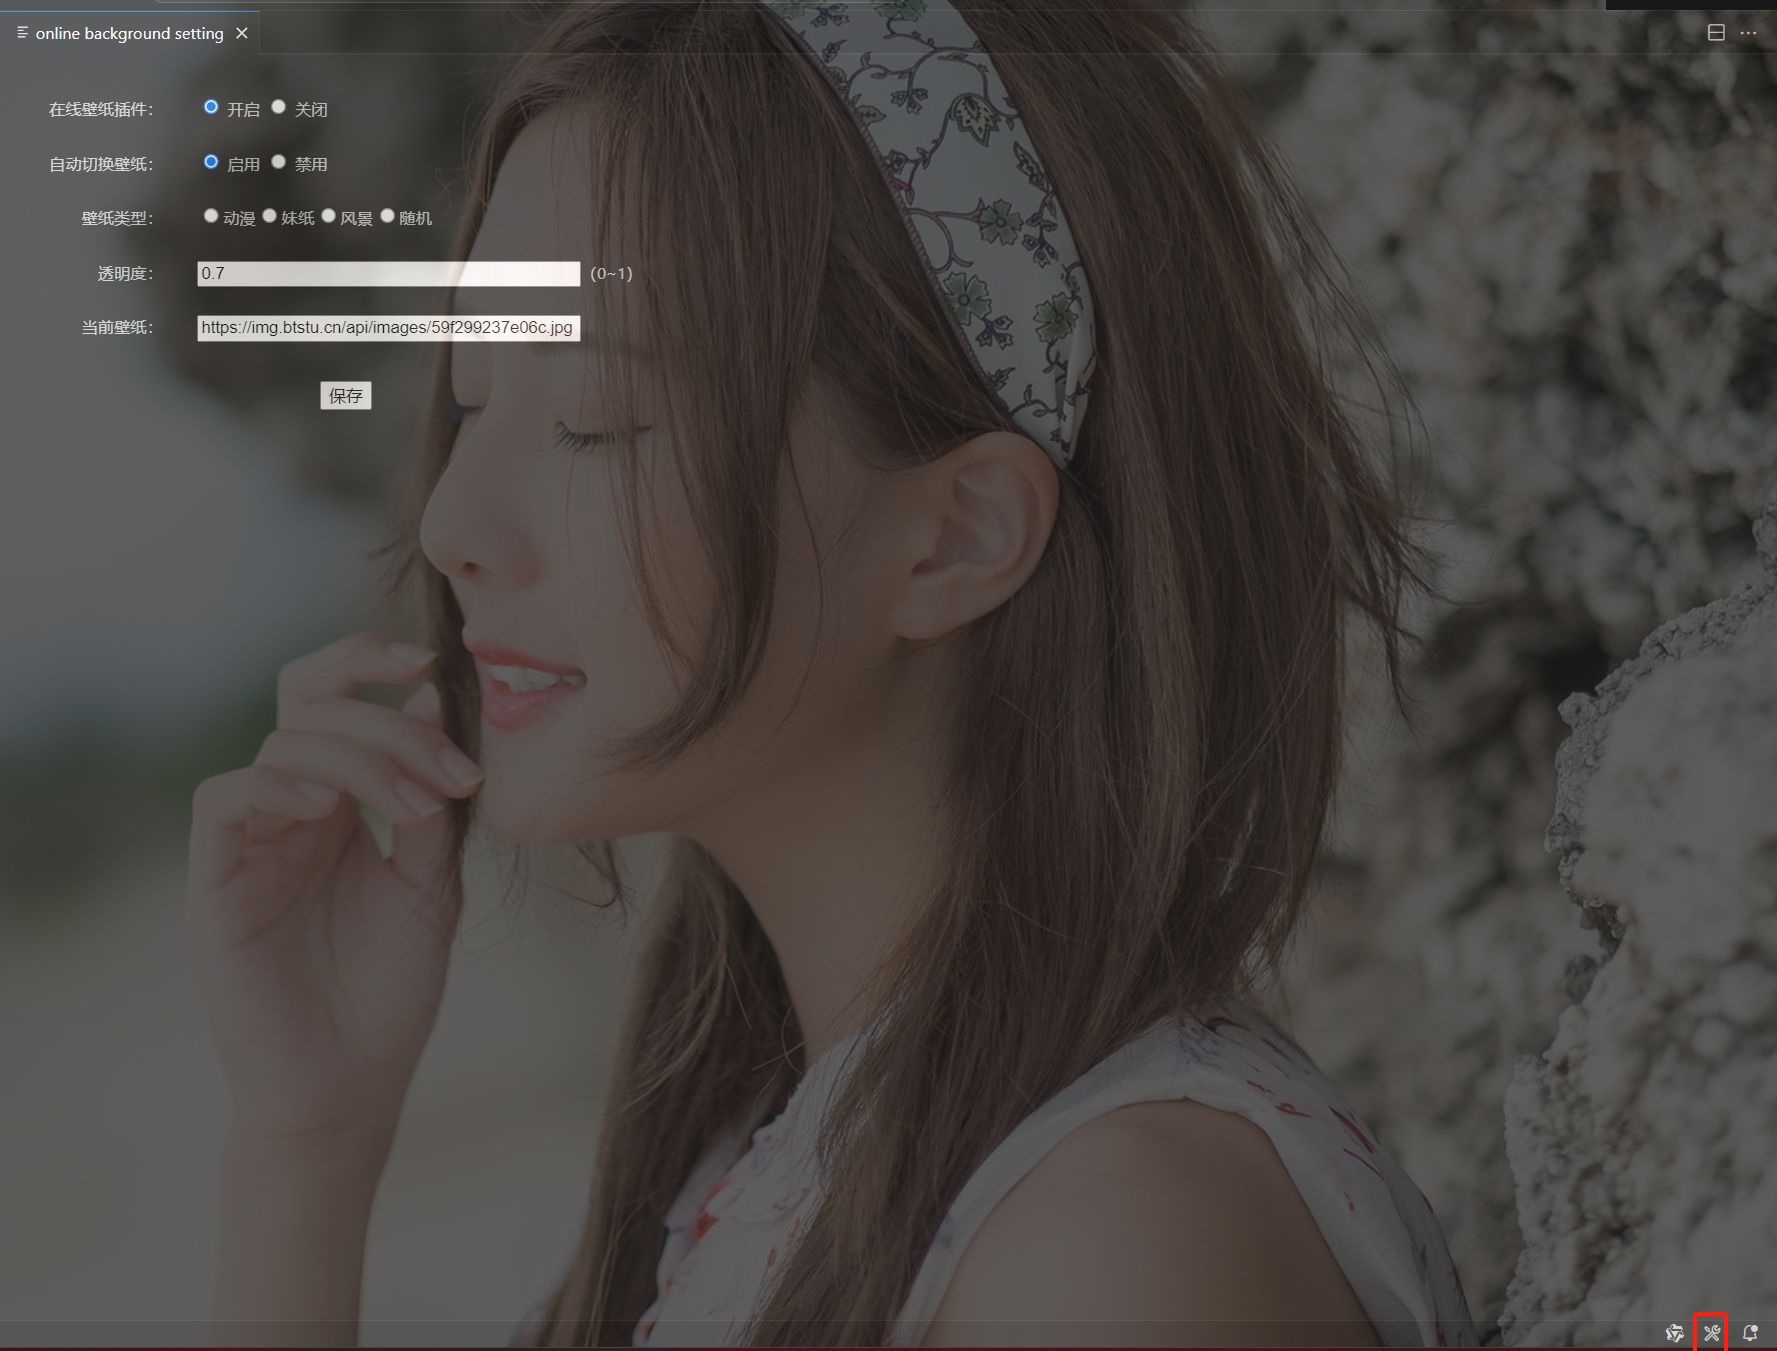 online background setting
在线壁纸插件： 开启 关闭
自动切换壁纸： 启用 禁用
壁纸类型： 动漫 妹纸 风景 随机
透明度： 0.7 (0~1)
当前壁纸： https://img.btstu.cn/api/images/59f299237e06c.jpg
保存